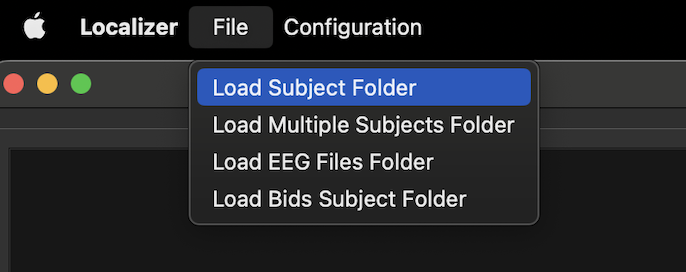 Localizer File Configuration
Load Subject Folder
Load Multiple Subjects Folder
Load EEG Files Folder
Load Bids Subject Folder